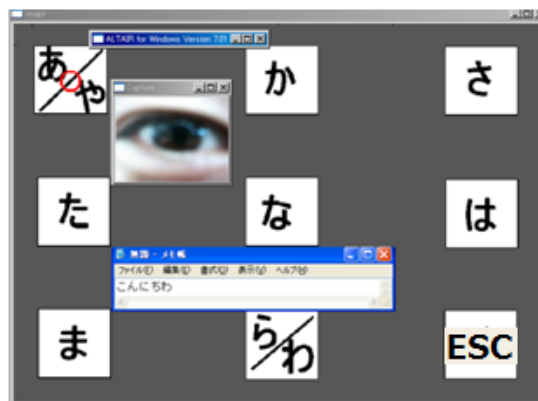 Image
ALTAIR for Windows Version 7.01
あ/や
か
さ
Capture
た
な
は
無題 - メモ帳
ファイル(F) 編集(E) 書式(O) 表示(V) ヘルプ(H)
こんにちわ
ま
ら/わ
ESC